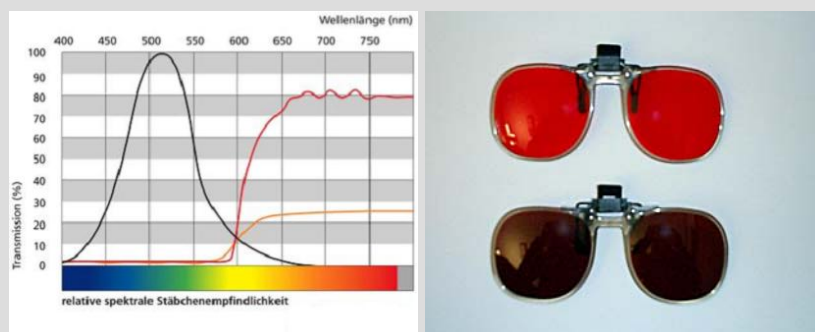 Wellenlänge (nm)
400 450 500 550 600 650 700 750
100
90
80
70
60
50
40
30
20
10
0
Transmission (%)
relative spektrale Stäbchenempfindlichkeit